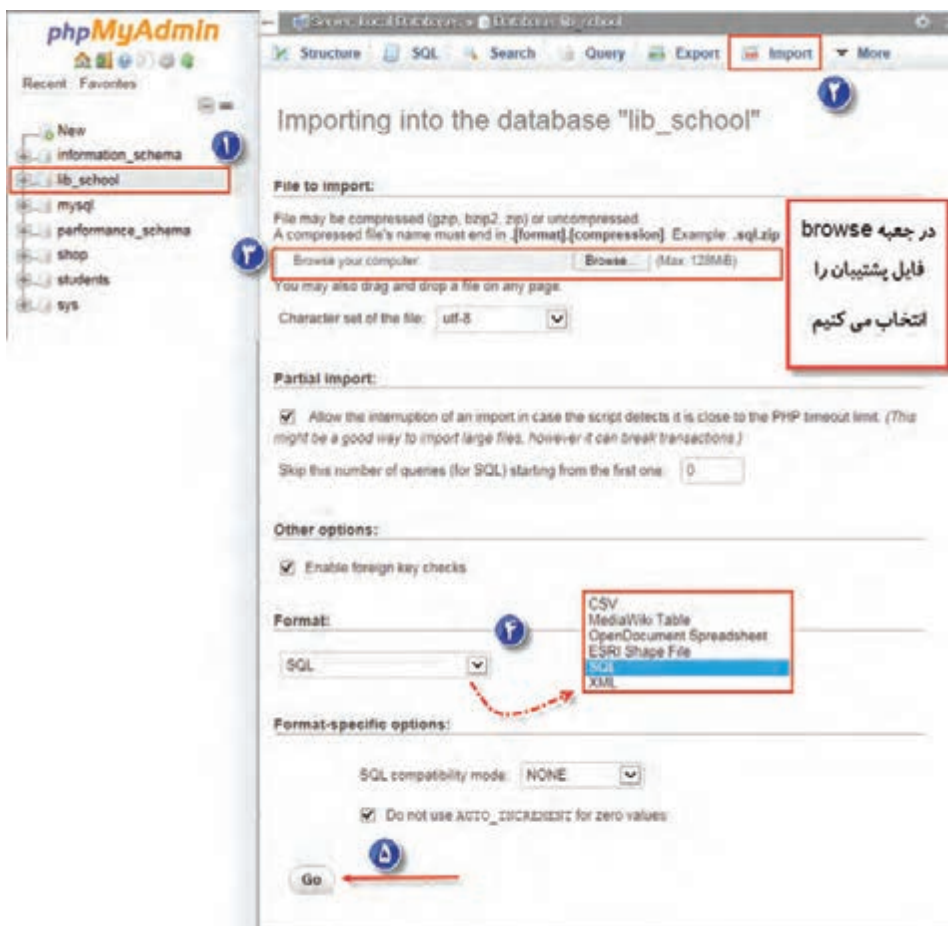 phpMyAdmin
Recent Favorites
New
information_schema
lib_school
mysql
performance_schema
shop
students
sys
۱
Server: Local Databases » Database: lib_school
Structure SQL Search Query Export Import More
۲
Importing into the database "lib_school"
File to import:
File may be compressed (gzip, bzip2, zip) or uncompressed.
A compressed file's name must end in .[format].[compression]. Example: .sql.zip
۳
Browse your computer: Browse... (Max: 128MiB)
You may also drag and drop a file on any page.
Character set of the file: utf-8
در جعبه browse
فایل پشتیبان را
انتخاب می کنیم
Partial import:
Allow the interruption of an import in case the script detects it is close to the PHP timeout limit. (This
might be a good way to import large files, however it can break transactions.)
Skip this number of queries (for SQL) starting from the first one: 0
Other options:
Enable foreign key checks
Format:
۴
SQL
CSV
MediaWiki Table
OpenDocument Spreadsheet
ESRI Shape File
SQL
XML
Format-specific options:
SQL compatibility mode: NONE
Do not use AUTO_INCREMENT for zero values
۵
Go